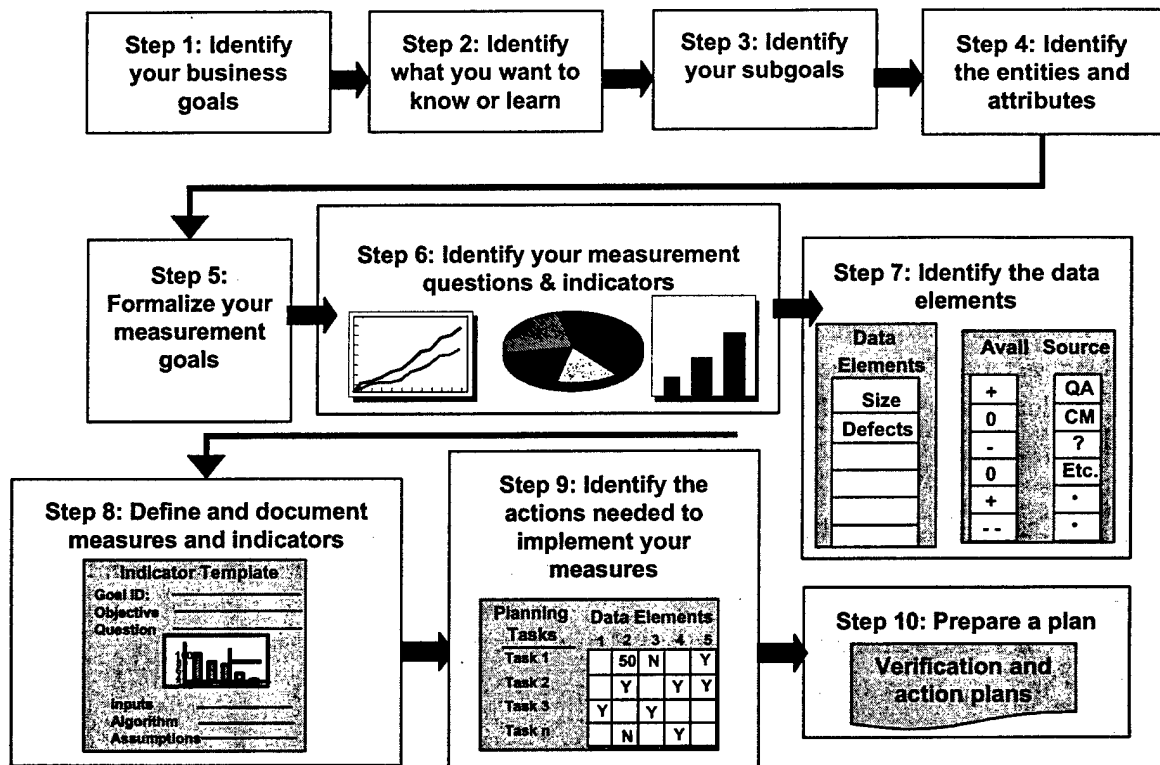 Step 1: Identify
your business
goals
Step 2: Identify
what you want to
know or learn
Step 3: Identify
your subgoals
Step 4: Identify
the entities and
attributes
Step 5:
Formalize your
measurement
goals
Step 6: Identify your measurement
questions & indicators
Step 7: Identify the data
elements
Data
Elements
Size
Defects
Avail Source
+ QA
0 CM
- ?
0 Etc.
+ •
-- •
Step 8: Define and document
measures and indicators
Indicator Template
Goal ID:
Objective
Question
Inputs
Algorithm
Assumptions
Step 9: Identify the
actions needed to
implement your
measures
Planning
Tasks
Data Elements
1 2 3 4 5
Task 1 50 N Y
Task 2 Y Y Y
Task 3 Y Y
Task n N Y
Step 10: Prepare a plan
Verification and
action plans